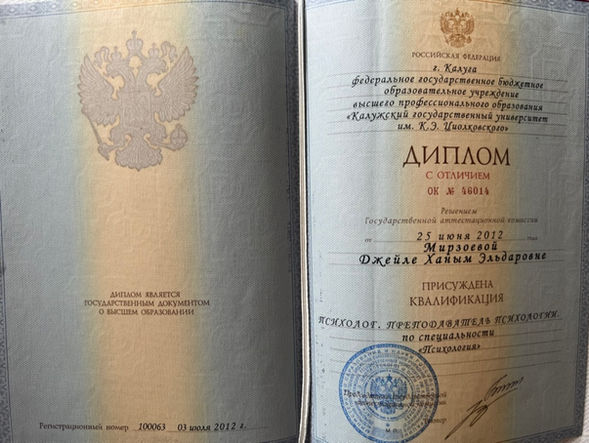 ДИПЛОМ ЯВЛЯЕТСЯ
ГОСУДАРСТВЕННЫМ ДОКУМЕНТОМ
О ВЫСШЕМ ОБРАЗОВАНИИ
Регистрационный номер 100063 03 июля 2012 г.
РОССИЙСКАЯ ФЕДЕРАЦИЯ
г. Калуга
федеральное государственное бюджетное
образовательное учреждение
высшего профессионального образования
«Калужский государственный университет
им. К.Э. Циолковского»
ДИПЛОМ
С ОТЛИЧИЕМ
ОК № 46014
Решением
Государственной аттестационной комиссии
от 25 июня 2012 года
Мирзоевой
Джейле Ханым Эльдаровне
ПРИСУЖДЕНА
КВАЛИФИКАЦИЯ
ПСИХОЛОГ. ПРЕПОДАВАТЕЛЬ ПСИХОЛОГИИ.
по специальности
«Психология»
Ректор
М.П.